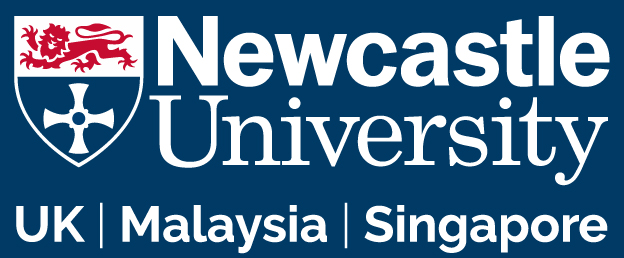 Newcastle
University
UK | Malaysia | Singapore